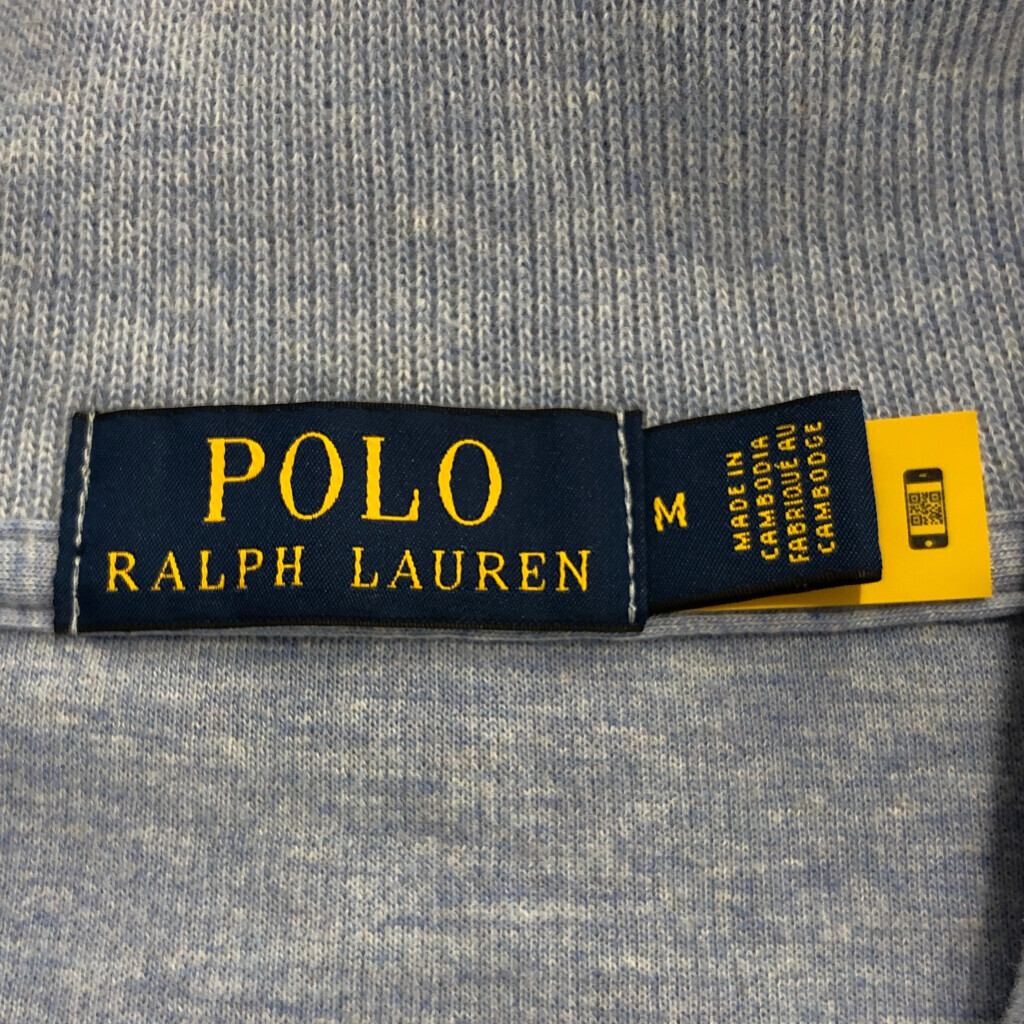 POLO
RALPH LAUREN
M
MADE IN
CAMBODIA
FABRIQUÉ AU
CAMBODGE